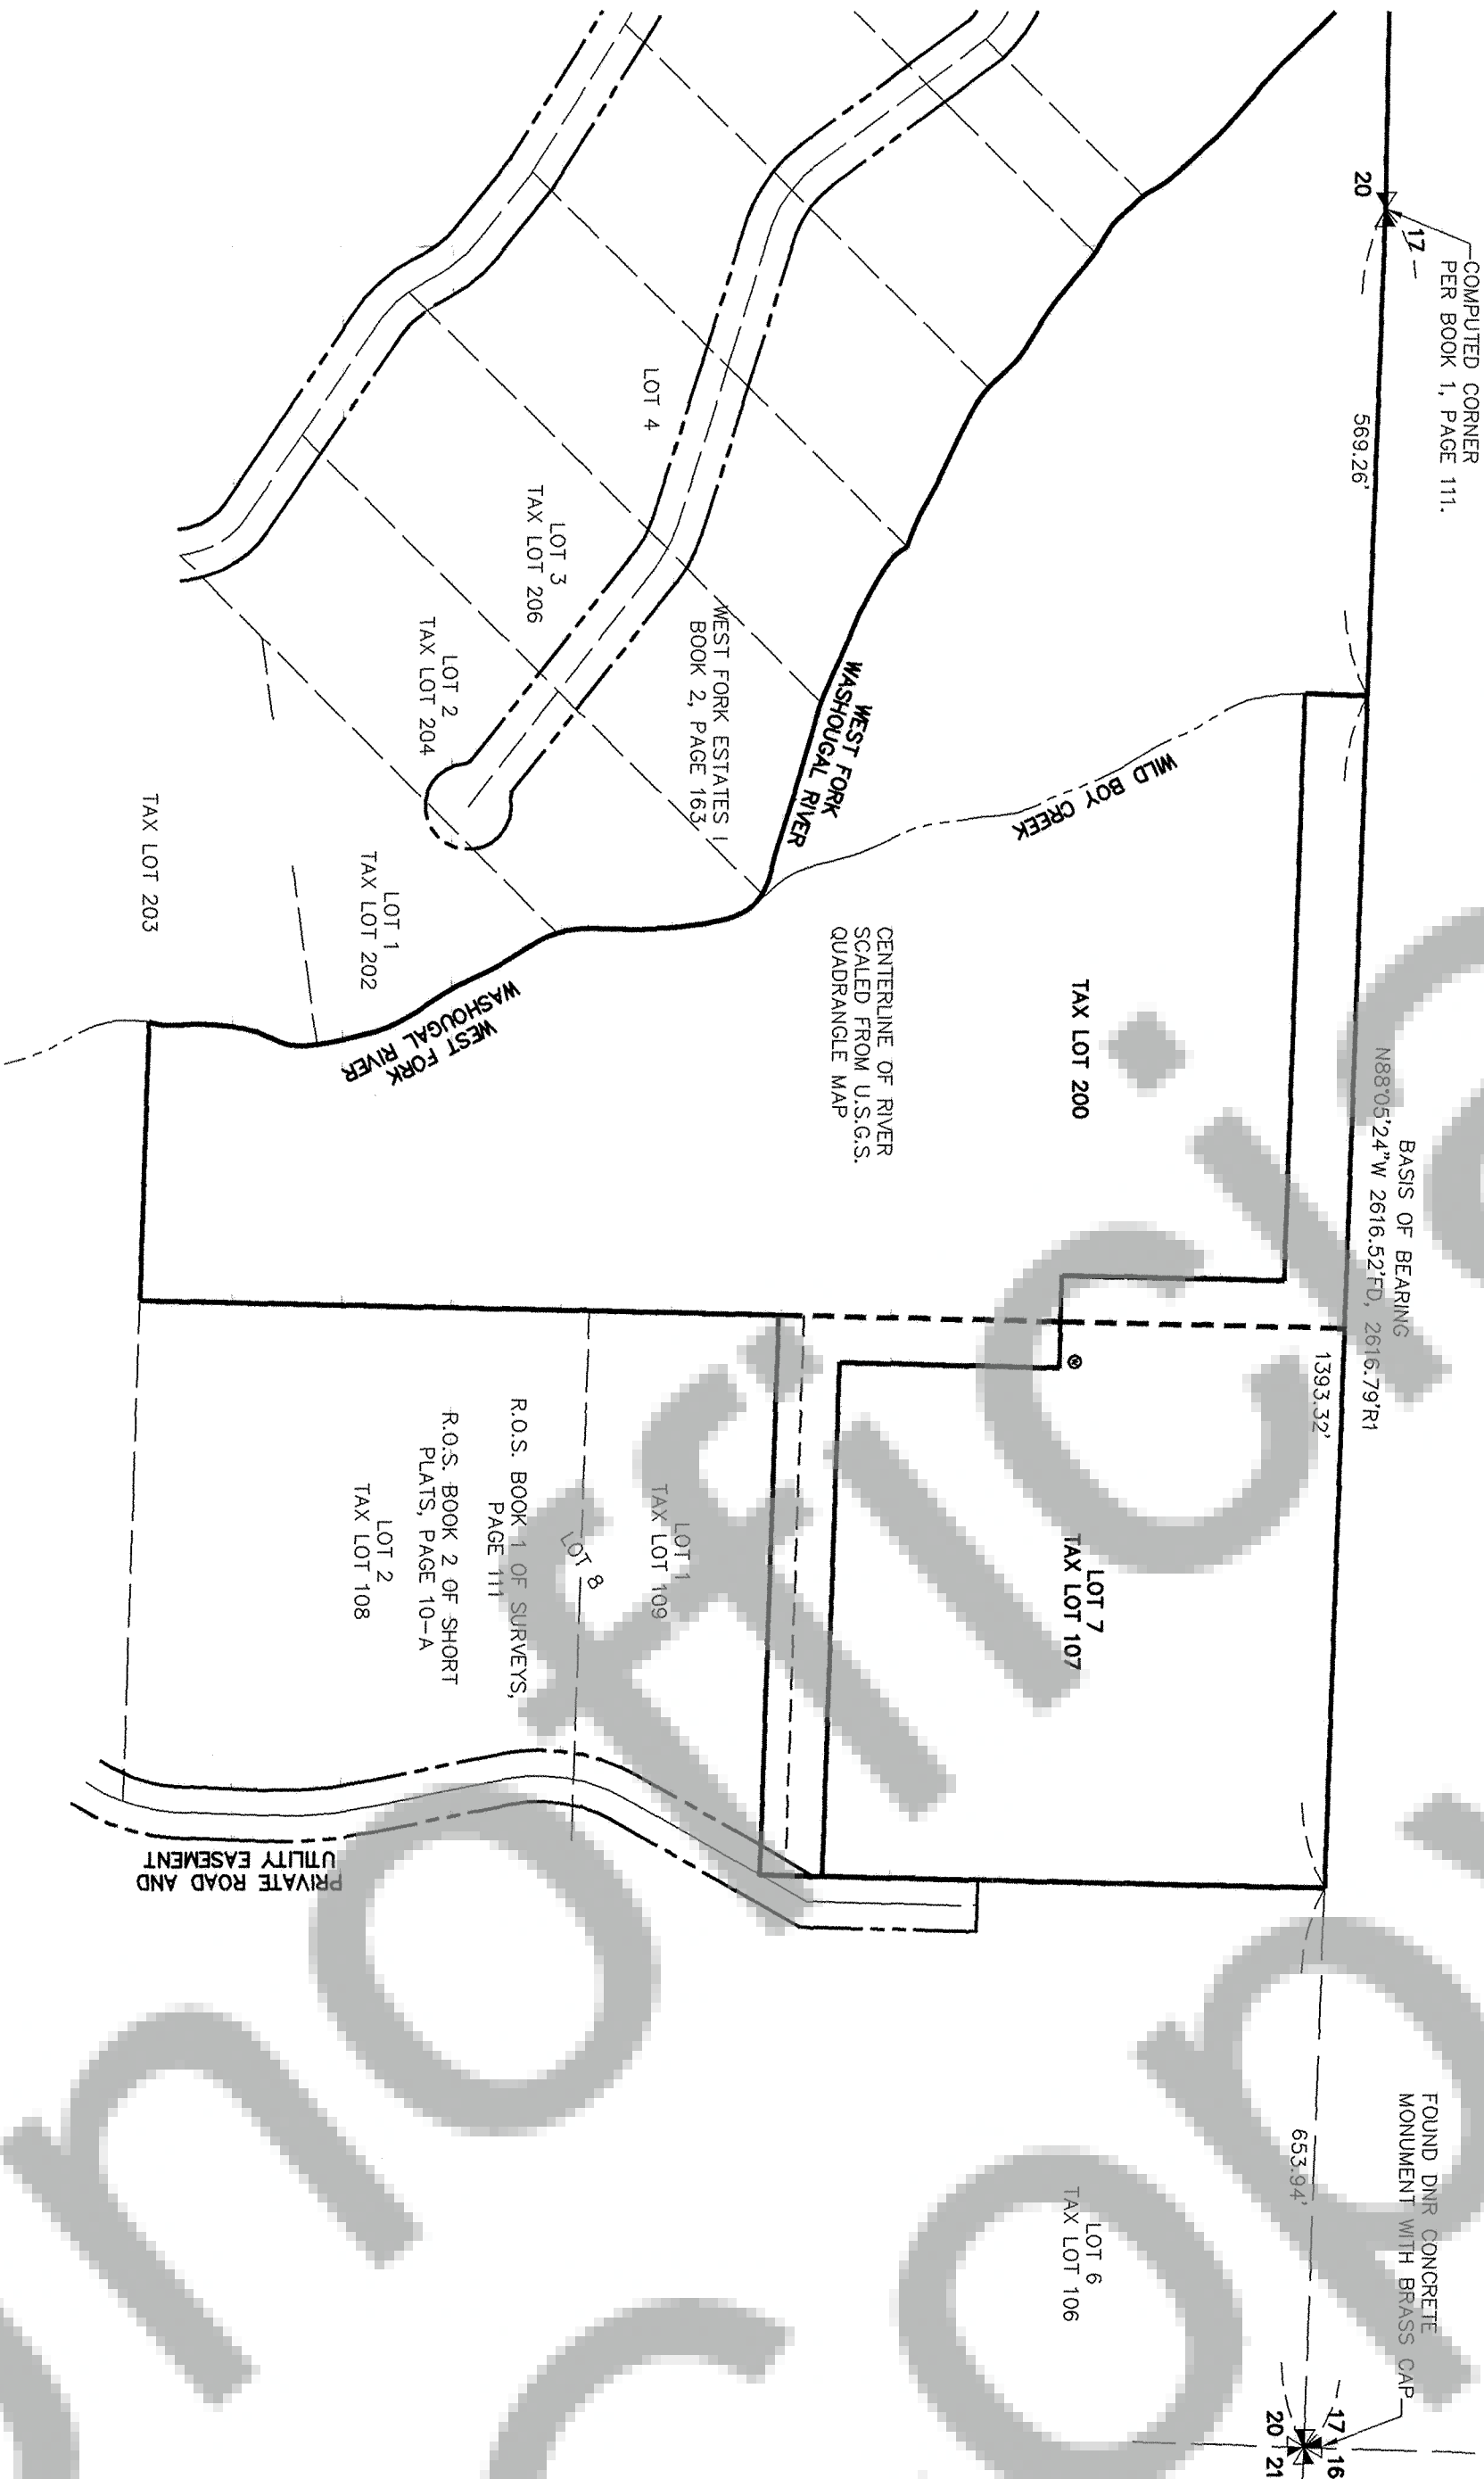 COMPUTED CORNER
PER BOOK 1, PAGE 111.
17
20
569.26'
BASIS OF BEARING
N88°05'24"W 2616.52'FD, 2616.79'R1
1393.32'
FOUND DNR CONCRETE
MONUMENT WITH BRASS CAP
653.94'
17 16
20 21
WILD BOY CREEK
TAX LOT 200
LOT 7
TAX LOT 107
LOT 6
TAX LOT 106
CENTERLINE OF RIVER
SCALED FROM U.S.G.S.
QUADRANGLE MAP
WEST FORK
WASHOUGAL RIVER
WEST FORK ESTATES I
BOOK 2, PAGE 163
LOT 4
LOT 3
TAX LOT 206
LOT 2
TAX LOT 204
LOT 1
TAX LOT 202
TAX LOT 203
WEST FORK
WASHOUGAL RIVER
LOT 1
TAX LOT 109
LOT 8
R.O.S. BOOK 1 OF SURVEYS,
PAGE 111
R.O.S. BOOK 2 OF SHORT
PLATS, PAGE 10-A
LOT 2
TAX LOT 108
PRIVATE ROAD AND
UTILITY EASEMENT